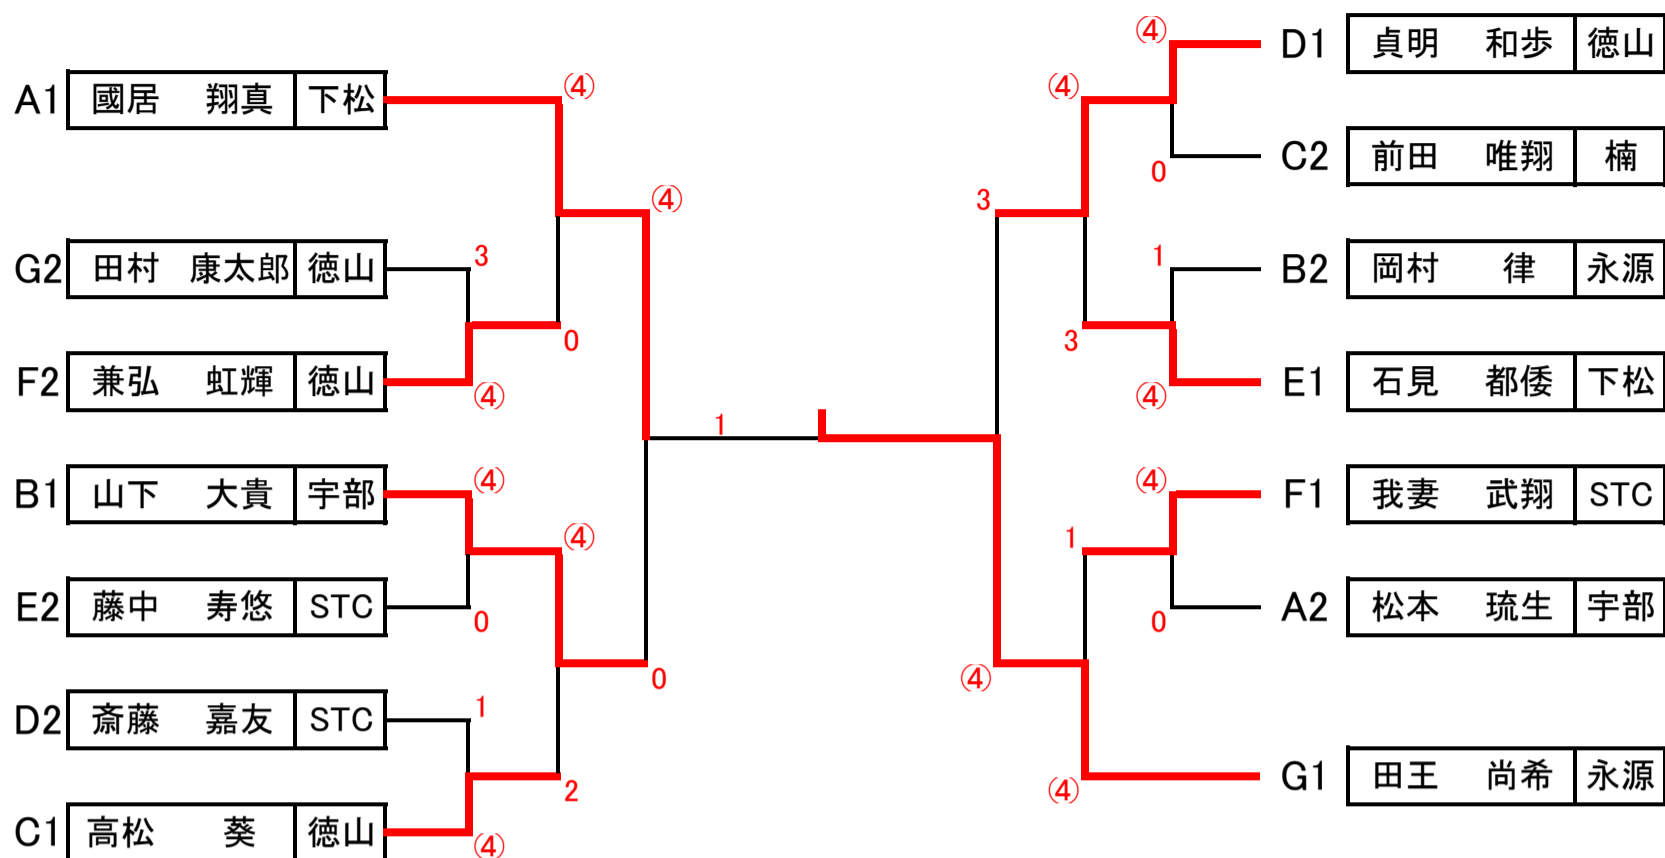 A1 國居 翔真 下松 ④
④
G2 田村 康太郎 徳山 3
0
F2 兼弘 虹輝 徳山 ④
1
B1 山下 大貴 宇部 ④
④
E2 藤中 寿悠 STC 0
0
D2 斎藤 嘉友 STC 1
2
C1 高松 葵 徳山 ④
④ D1 貞明 和歩 徳山
④
0 C2 前田 唯翔 楠
3
1 B2 岡村 律 永源
3
④ E1 石見 都倭 下松
④ F1 我妻 武翔 STC
1
0 A2 松本 琉生 宇部
④
④ G1 田王 尚希 永源